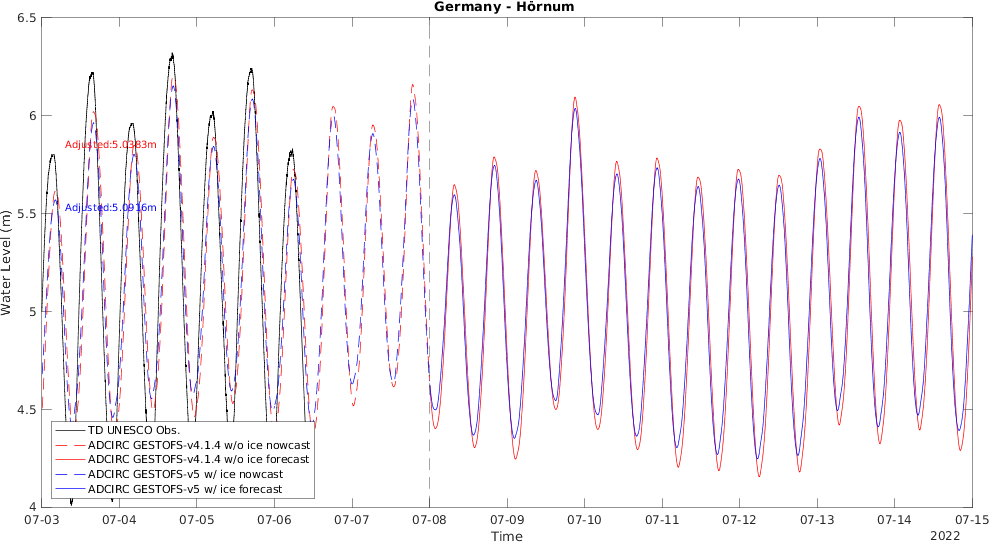 Germany - Hörnum
6.5
6
5.5
5
4.5
4
Water Level (m)
Adjusted:5.0383m
Adjusted:5.0916m
TD UNESCO Obs.
ADCIRC GESTOFS-v4.1.4 w/o ice nowcast
ADCIRC GESTOFS-v4.1.4 w/o ice forecast
ADCIRC GESTOFS-v5 w/ ice nowcast
ADCIRC GESTOFS-v5 w/ ice forecast
07-03 07-04 07-05 07-06 07-07 07-08 07-09 07-10 07-11 07-12 07-13 07-14 07-15
Time
2022